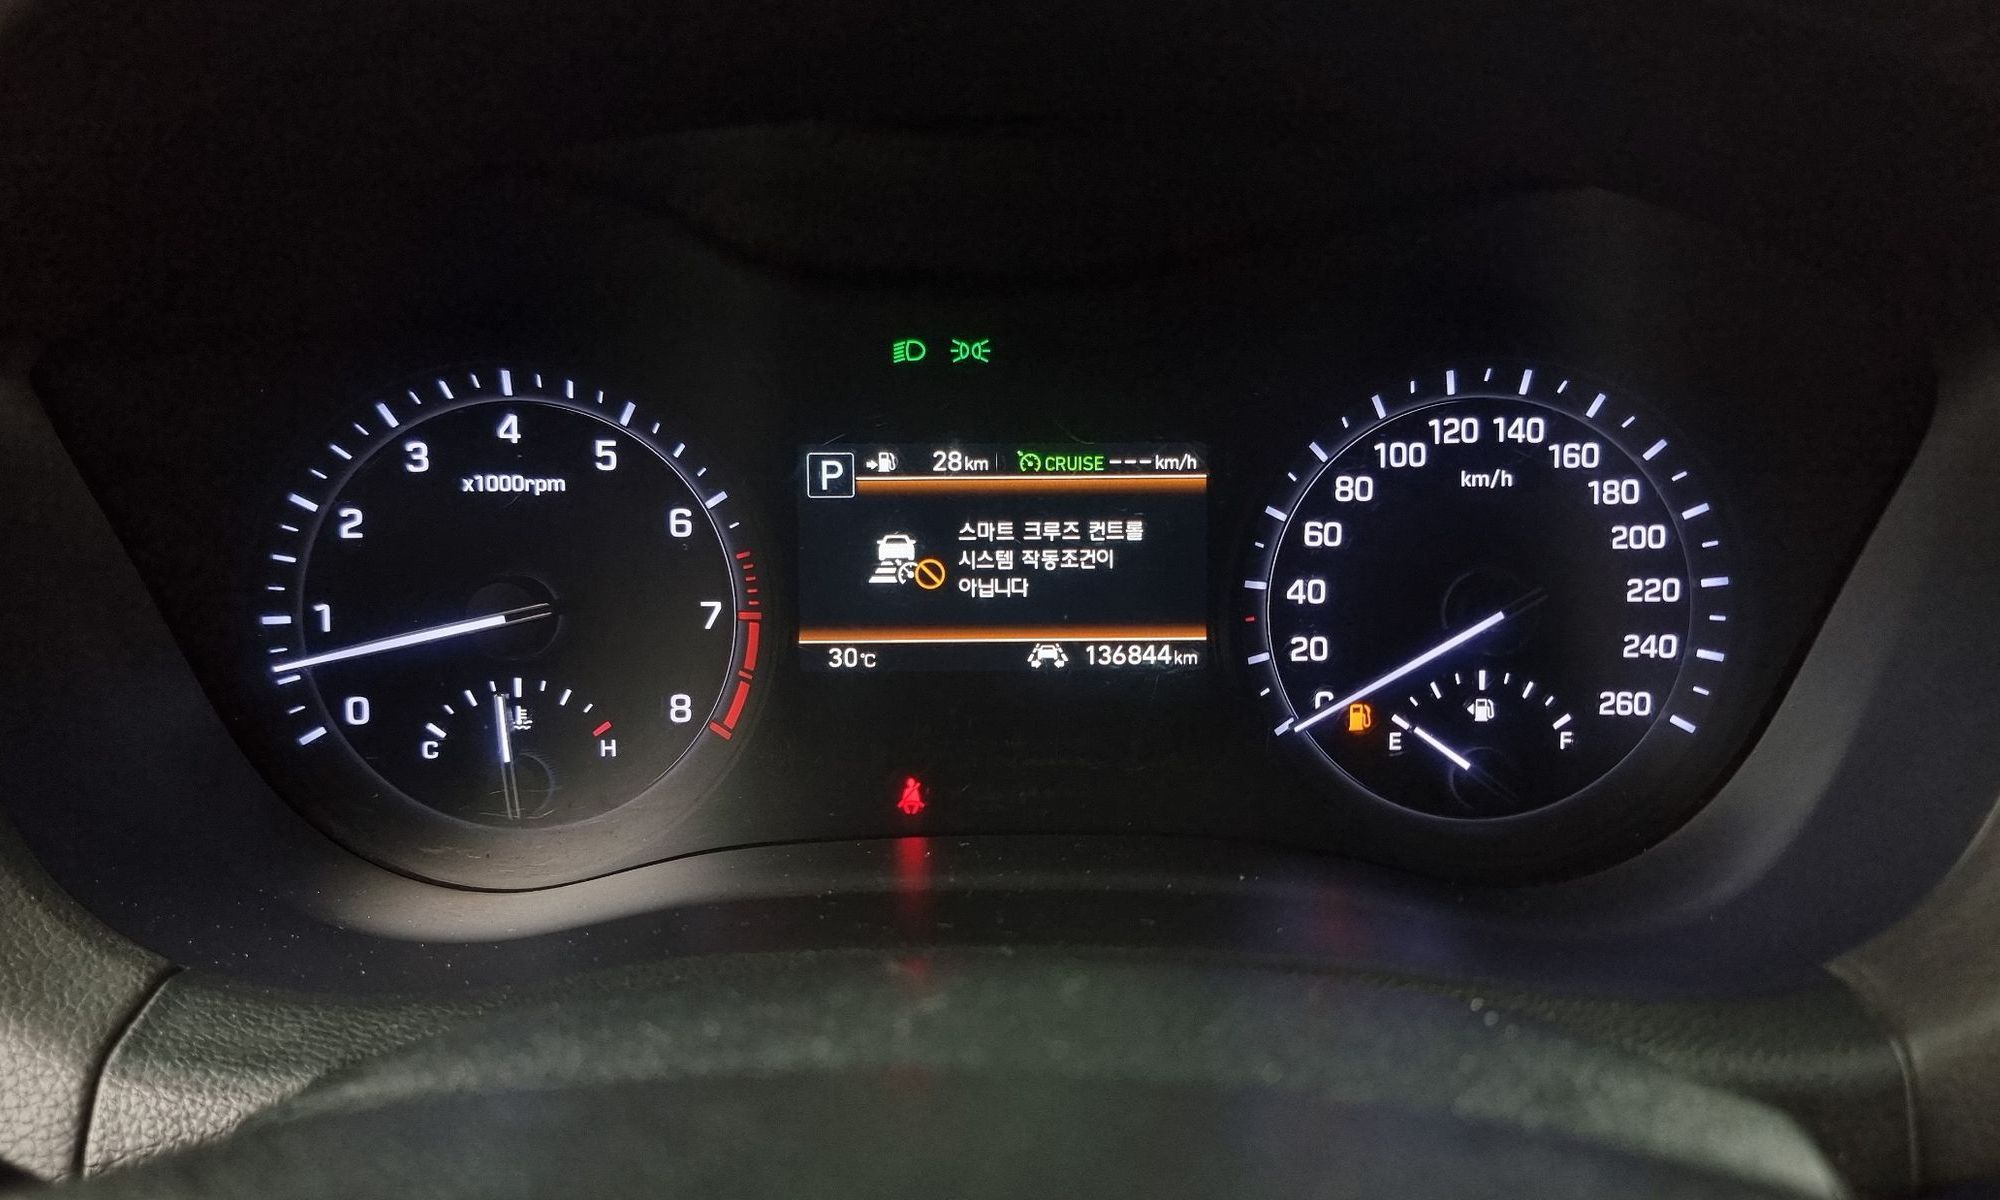 0 1 2 3 4 5 6 7 8
x1000rpm
C H
P 28km CRUISE ---km/h
스마트 크루즈 컨트롤
시스템 작동조건이
아닙니다
30°C 136844km
0 20 40 60 80 100 120 140 160 180 200 220 240 260
km/h
E F